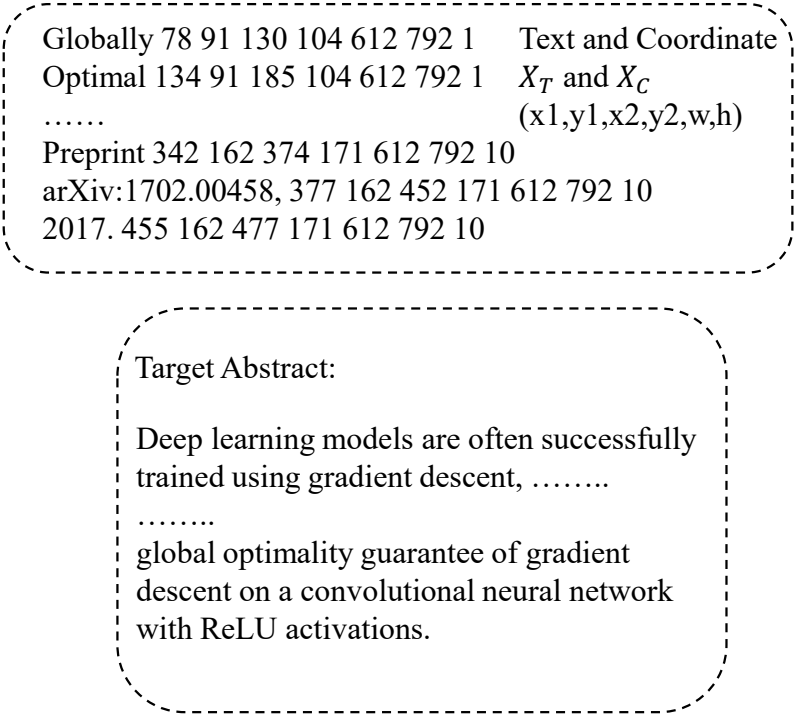 Globally 78 91 130 104 612 792 1 Text and Coordinate
Optimal 134 91 185 104 612 792 1 X_T and X_C
…… (x1,y1,x2,y2,w,h)
Preprint 342 162 374 171 612 792 10
arXiv:1702.00458, 377 162 452 171 612 792 10
2017. 455 162 477 171 612 792 10
Target Abstract:
Deep learning models are often successfully
trained using gradient descent, ……..
……..
global optimality guarantee of gradient
descent on a convolutional neural network
with ReLU activations.